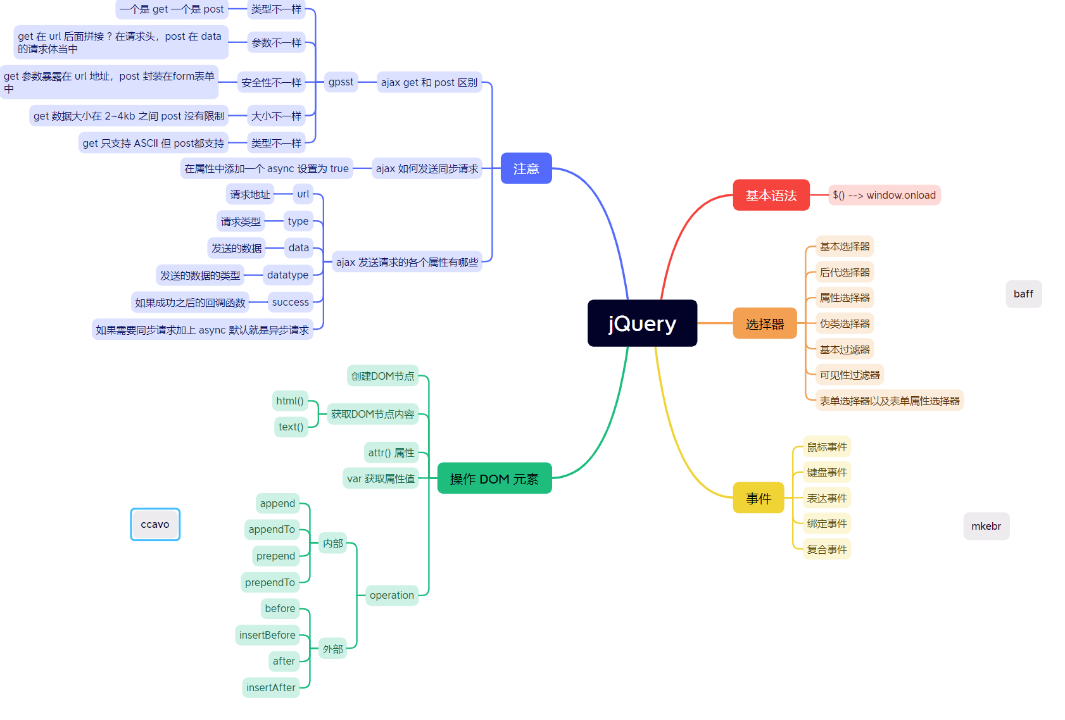 jQuery
注意
ajax get 和 post 区别
gpsst
类型不一样
一个是 get 一个是 post
参数不一样
get 在 url 后面拼接 ? 在请求头，post 在 data
的请求体当中
安全性不一样
get 参数暴露在 url 地址，post 封装在form表单
中
大小不一样
get 数据大小在 2~4kb 之间 post 没有限制
类型不一样
get 只支持 ASCII 但 post都支持
ajax 如何发送同步请求
在属性中添加一个 async 设置为 true
ajax 发送请求的各个属性有哪些
url
请求地址
type
请求类型
data
发送的数据
datatype
发送的数据的类型
success
如果成功之后的回调函数
如果需要同步请求加上 async 默认就是异步请求
操作 DOM 元素
创建DOM节点
获取DOM节点内容
html()
text()
attr() 属性
var 获取属性值
operation
内部
append
appendTo
prepend
prependTo
外部
before
insertBefore
after
insertAfter
基本语法
$() --> window.onload
选择器
基本选择器
后代选择器
属性选择器
伪类选择器
基本过滤器
可见性过滤器
表单选择器以及表单属性选择器
事件
鼠标事件
键盘事件
表达事件
绑定事件
复合事件
baff
mkebr
ccavo